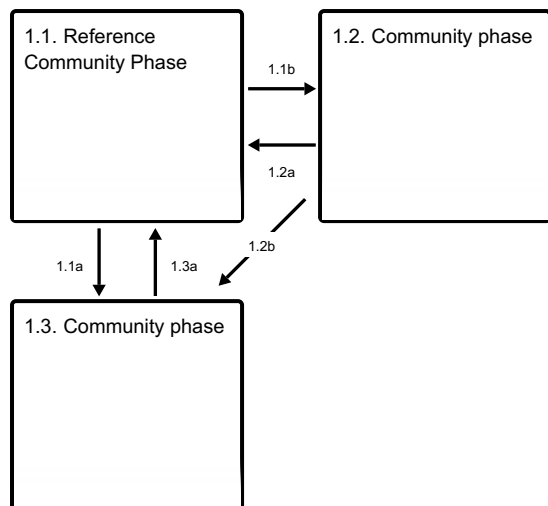 1.1. Reference
Community Phase
1.2. Community phase
1.1b
1.2a
1.2b
1.1a
1.3a
1.3. Community phase